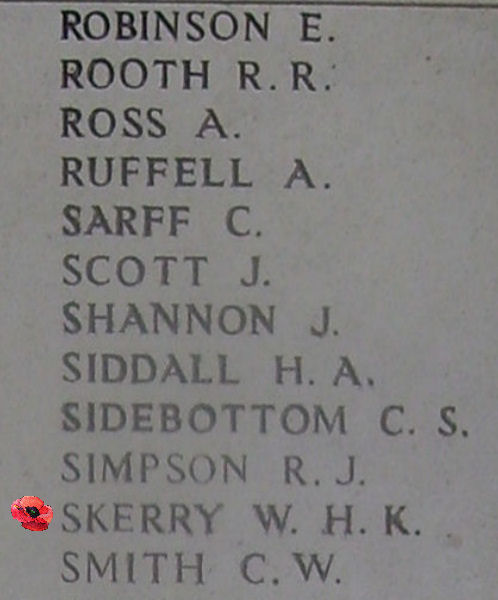 ROBINSON E.
ROOTH R. R.
ROSS A.
RUFFELL A.
SARFF C.
SCOTT J.
SHANNON J.
SIDDALL H. A.
SIDEBOTTOM C. S.
SIMPSON R. J.
SKERRY W. H. K.
SMITH C. W.